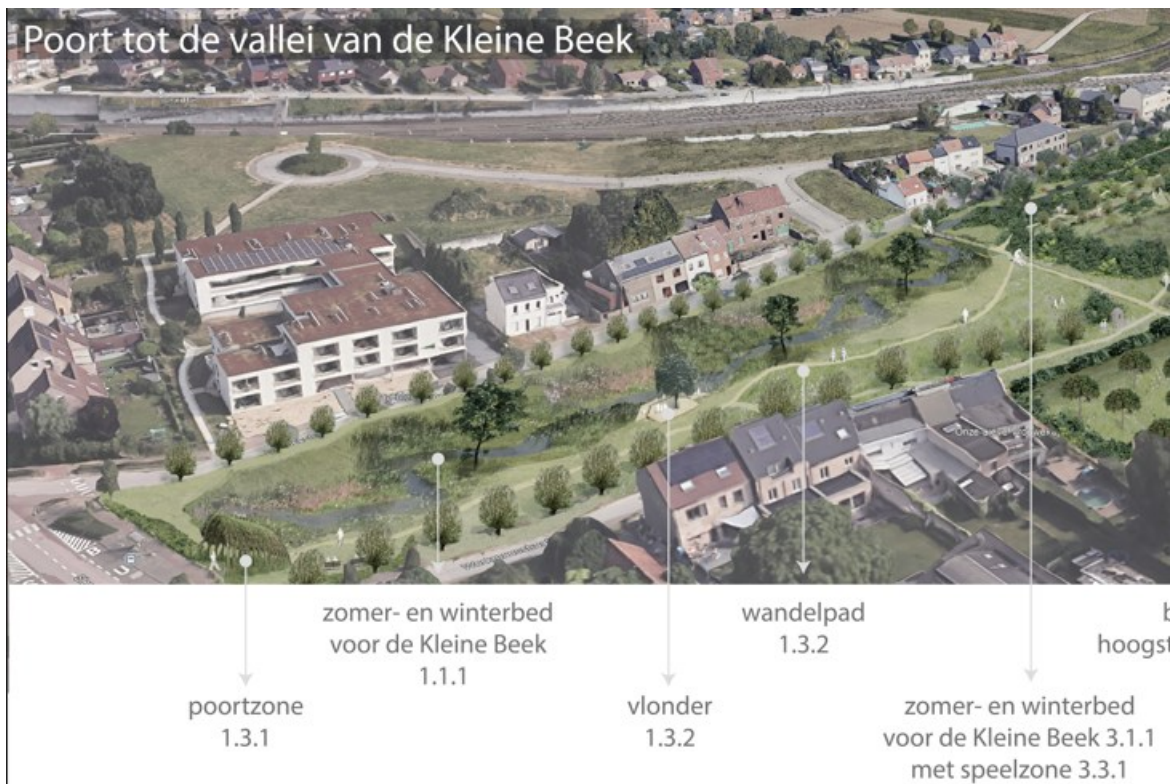 Poort tot de vallei van de Kleine Beek
zomer- en winterbed
voor de Kleine Beek
1.1.1
wandelpad
1.3.2
b
hoogst
poortzone
1.3.1
vlonder
1.3.2
zomer- en winterbed
voor de Kleine Beek 3.1.1
met speelzone 3.3.1